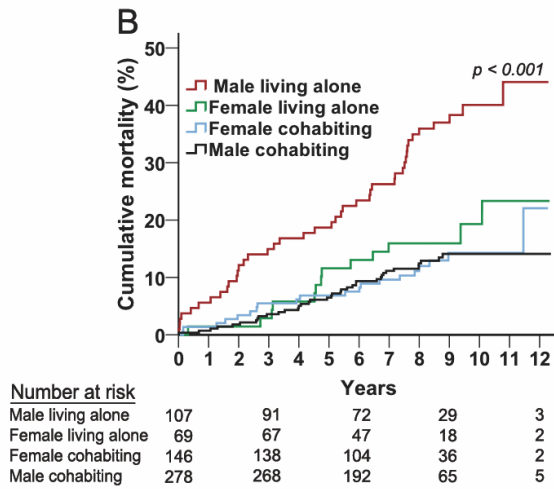 B
50
p < 0.001
Male living alone
Female living alone
Female cohabiting
Male cohabiting
40
30
20
10
0
Cumulative mortality (%)
0 1 2 3 4 5 6 7 8 9 10 11 12
Years
Number at risk
Male living alone 107 91 72 29 3
Female living alone 69 67 47 18 2
Female cohabiting 146 138 104 36 2
Male cohabiting 278 268 192 65 5